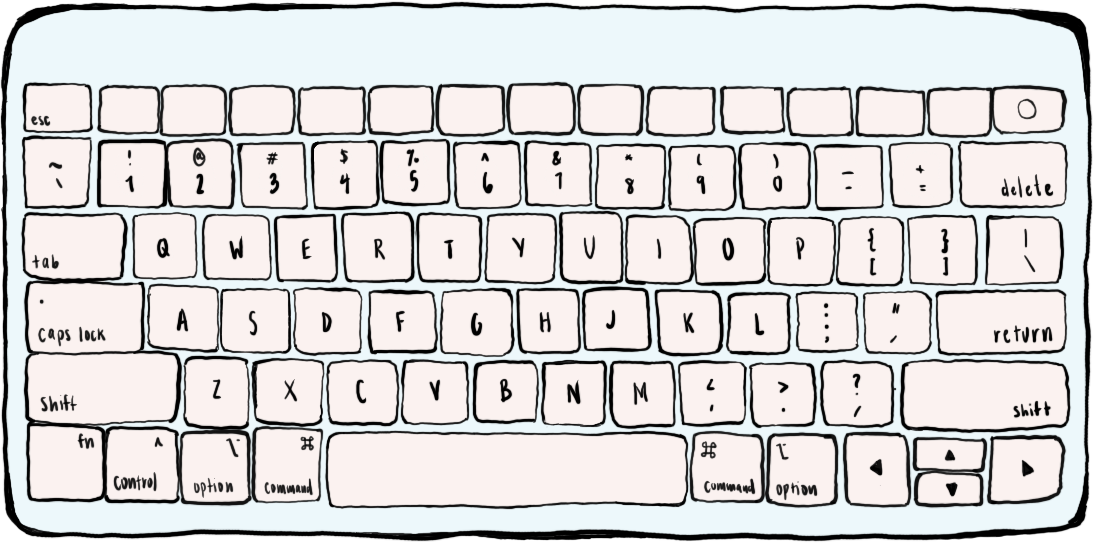 esc
~ ! @ # $ % ^ & * ( ) _ +
` 1 2 3 4 5 6 7 8 9 0 - = delete
Q W E R T Y U I O P { } |
tab [ ] \
A S D F G H J K L : "
caps lock ; ' return
Z X C V B N M < > ?
shift , . / shift
fn ^ ⌥ ⌘ ⌘ ⌥ ◀ ▲ ▶
control option command command option ▼